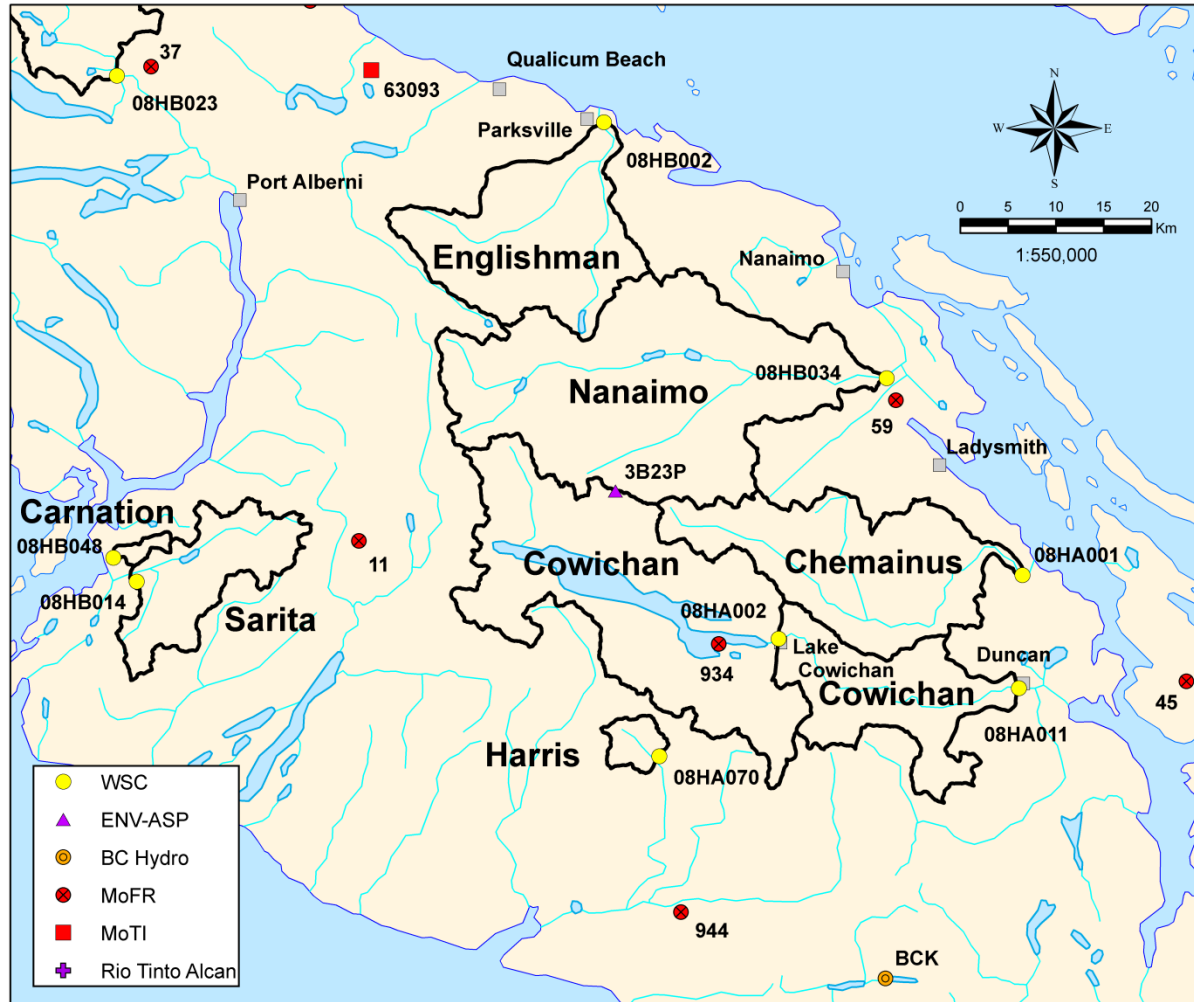 37
Qualicum Beach
63093
08HB023
N
Parksville
W
E
08HB002
S
Port Alberni
0 5 10 15 20
Km
1:550,000
Englishman
Nanaimo
08HB034
Nanaimo
59
Ladysmith
3B23P
Carnation
08HB048
11
Cowichan
Chemainus
08HA001
08HB014
Sarita
08HA002
Lake
Cowichan
Duncan
934
Cowichan
45
08HA011
Harris
08HA070
WSC
ENV-ASP
BC Hydro
MoFR
MoTI
Rio Tinto Alcan
944
BCK